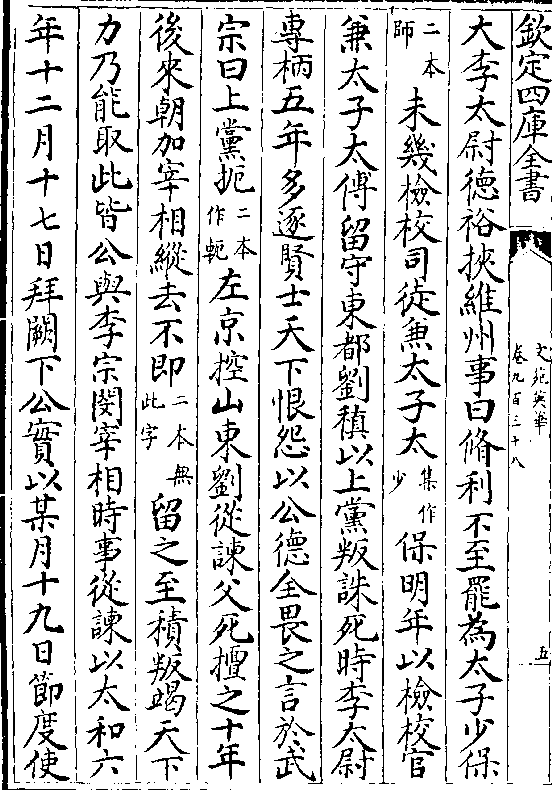 欽定四庫全書
文苑英華
卷九百三十八
五
大李太尉德裕挾維州事曰脩利不至罷為太子少保
二本
師
未幾檢校司徒兼太子太
集作
少
保明年以檢校官
兼太子太傅留守東都劉稹以上黨叛誅死時李太尉
專柄五年多逐賢士天下恨怨以公德全畏之言於武
宗曰上黨扼
二本
作軛
左京控山東劉從諫父死擅之十年
後來朝加宰相縱去不即
二本無
此字
留之至積叛竭天下
力乃能取此皆公與李宗閔宰相時事從諫以太和六
年十二月十七日拜闕下公實以某月十九日節度使